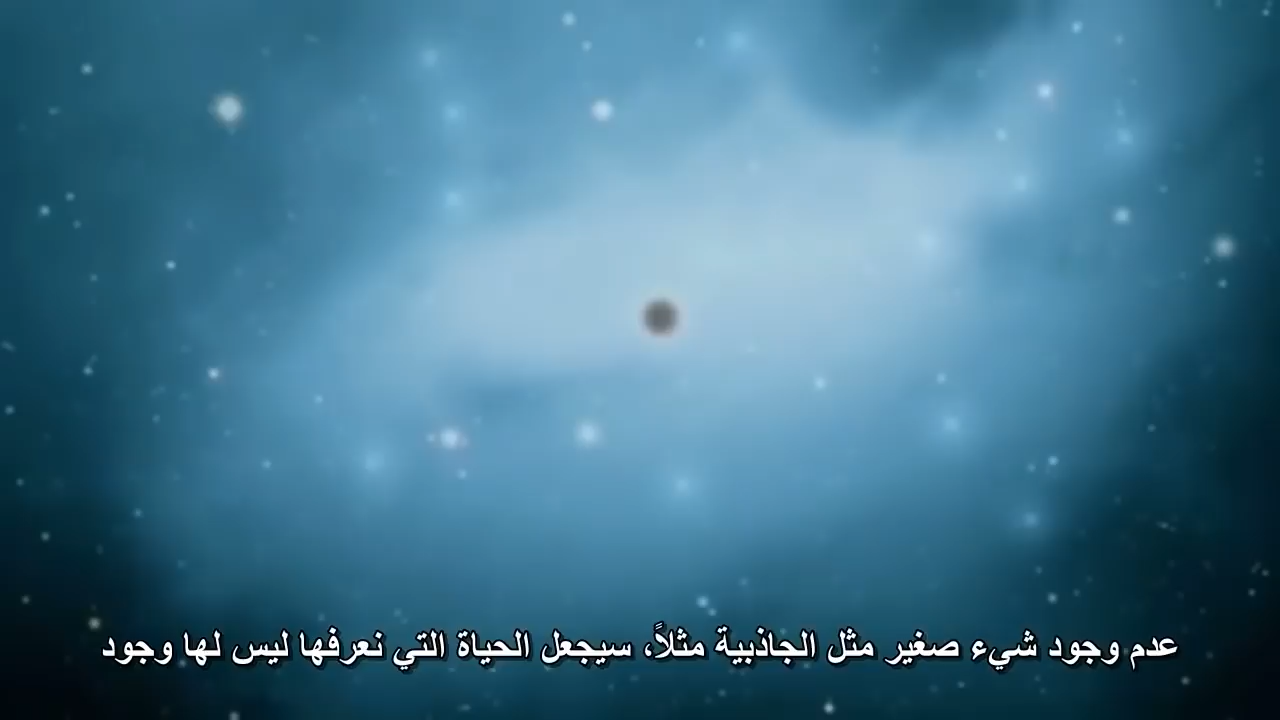 عدم وجود شيء صغير مثل الجاذبية مثلاً، سيجعل الحياة التي نعرفها ليس لها وجود